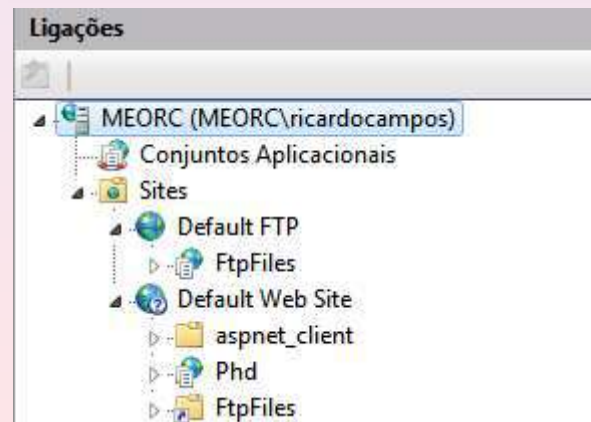 Ligações
MEORC (MEORC\ricardocampos)
Conjuntos Aplicacionais
Sites
Default FTP
FtpFiles
Default Web Site
aspnet_client
Phd
FtpFiles